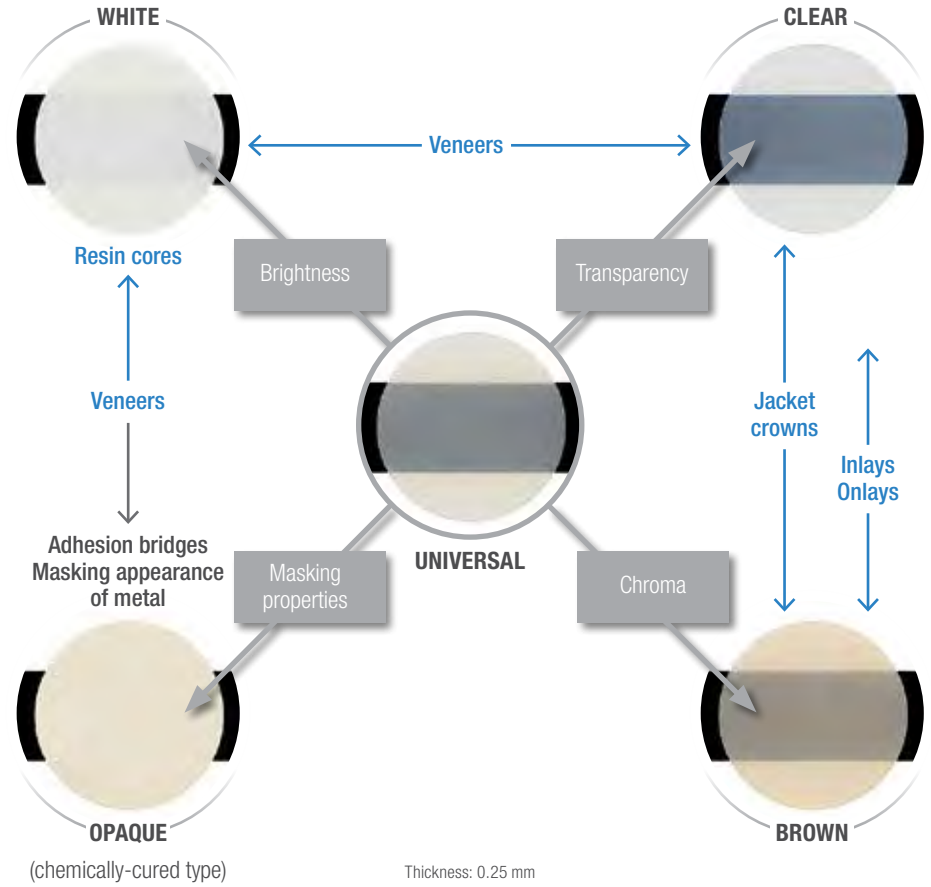 WHITE
CLEAR
Veneers
Resin cores
Brightness
Transparency
Veneers
Jacket
crowns
Inlays
Onlays
Adhesion bridges
Masking appearance
of metal
UNIVERSAL
Masking
properties
Chroma
OPAQUE
BROWN
(chemically-cured type)
Thickness: 0.25 mm